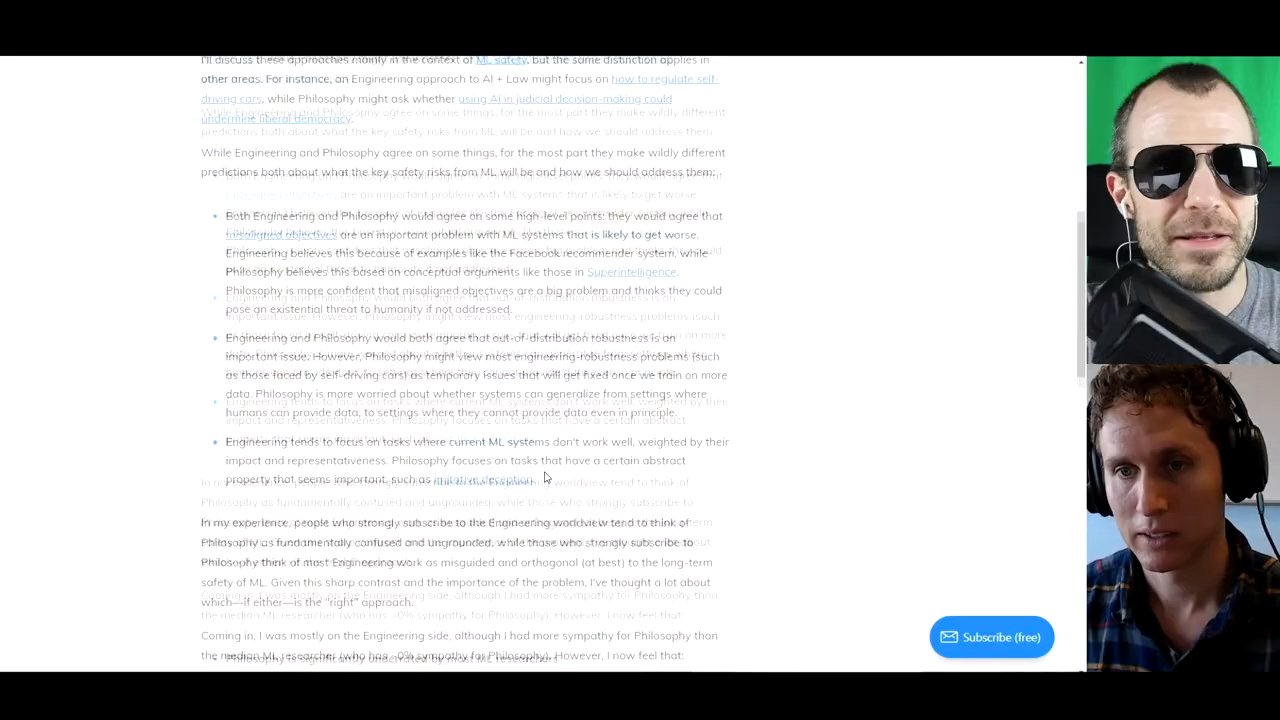 I'll discuss these approaches mainly in the context of ML safety, but the same distinction applies in
other areas. For instance, an Engineering approach to AI + Law might focus on how to regulate self-
driving cars, while Philosophy might ask whether using AI in judicial decision-making could
undermine liberal democracy.
While Engineering and Philosophy agree on some things, for the most part they make wildly different
predictions both about what the key safety risks from ML will be and how we should address them:
Both Engineering and Philosophy would agree on some high-level points: they would agree that
misaligned objectives are an important problem with ML systems that is likely to get worse.
Engineering believes this because of examples like the Facebook recommender system, while
Philosophy believes this based on conceptual arguments like those in Superintelligence.
Philosophy is more confident that misaligned objectives are a big problem and thinks they could
pose an existential threat to humanity if not addressed.
Engineering and Philosophy would both agree that out-of-distribution robustness is an
important issue. However, Philosophy might view most engineering-robustness problems (such
as those faced by self-driving cars) as temporary issues that will get fixed once we train on more
data. Philosophy is more worried about whether systems can generalize from settings where
humans can provide data, to settings where they cannot provide data even in principle.
Engineering tends to focus on tasks where current ML systems don't work well, weighted by their
impact and representativeness. Philosophy focuses on tasks that have a certain abstract
property that seems important, such as imitative deception.
In my experience, people who strongly subscribe to the Engineering worldview tend to think of
Philosophy as fundamentally confused and ungrounded, while those who strongly subscribe to
Philosophy think of most Engineering work as misguided and orthogonal (at best) to the long-term
safety of ML. Given this sharp contrast and the importance of the problem, I've thought a lot about
which—if either—is the "right" approach.
Coming in, I was mostly on the Engineering side, although I had more sympathy for Philosophy than
the median ML researcher (who has ~0% sympathy for Philosophy). However, I now feel that:
Philosophy is significantly underrated by most ML researchers
Subscribe (free)